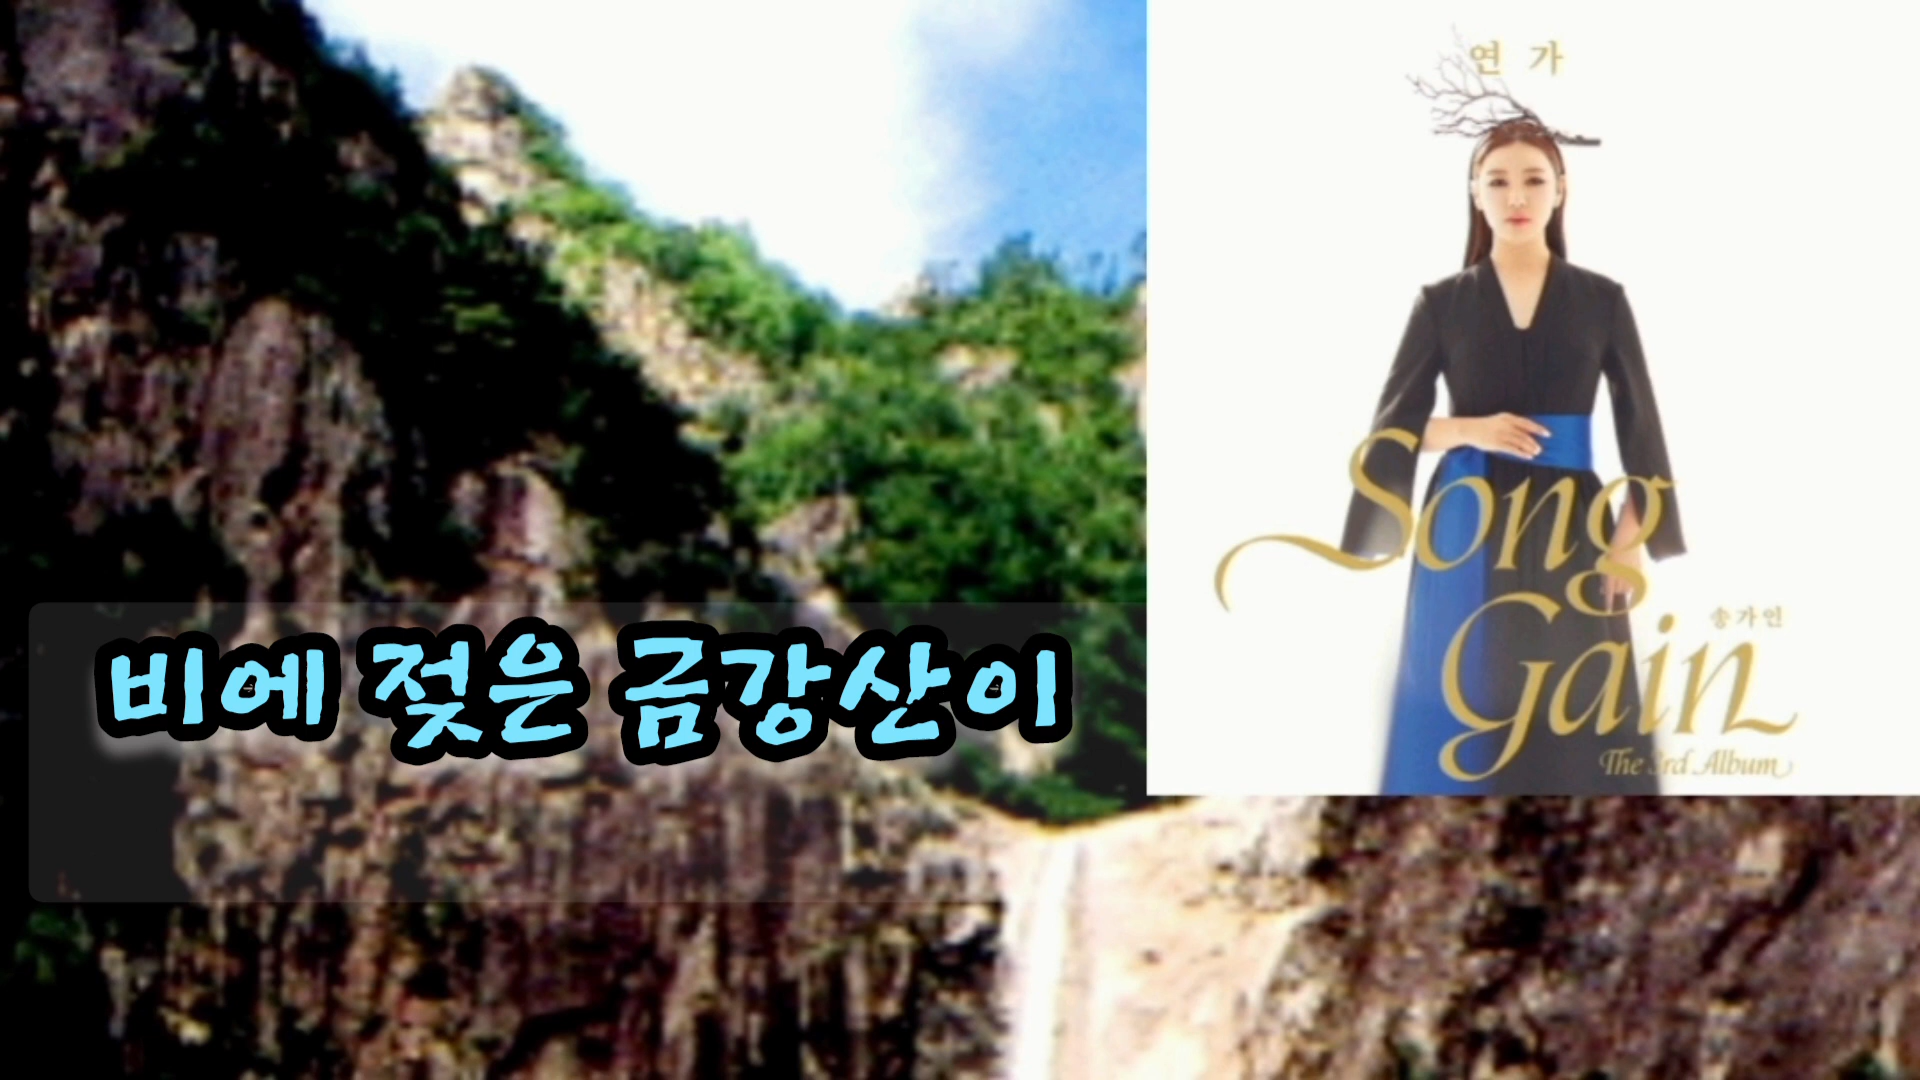 비에 젖은 금강산이
연 가
Song
Gain
송가인
The 3rd Album